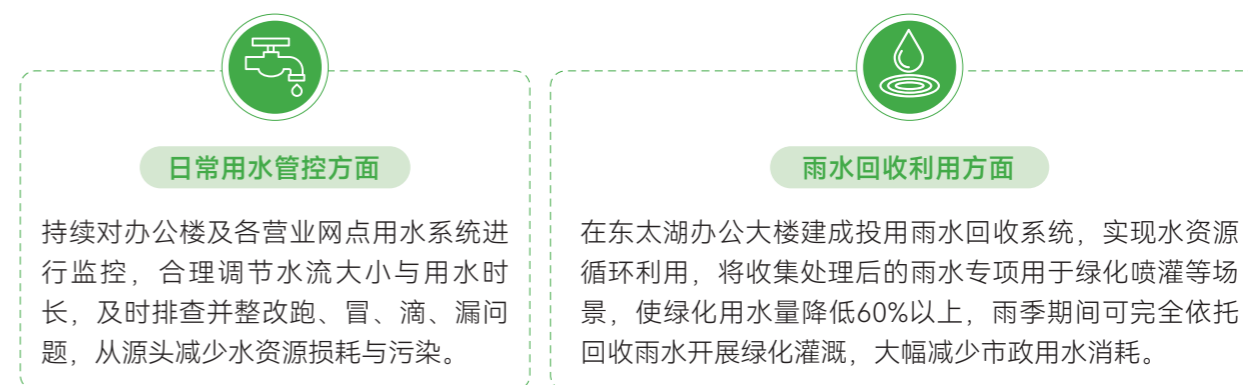 日常用水管控方面
持续对办公楼及各营业网点用水系统进
行监控，合理调节水流大小与用水时
长，及时排查并整改跑、冒、滴、漏问
题，从源头减少水资源损耗与污染。
雨水回收利用方面
在东太湖办公大楼建成投用雨水回收系统，实现水资源
循环利用，将收集处理后的雨水专项用于绿化喷灌等场
景，使绿化用水量降低60%以上，雨季期间可完全依托
回收雨水开展绿化灌溉，大幅减少市政用水消耗。